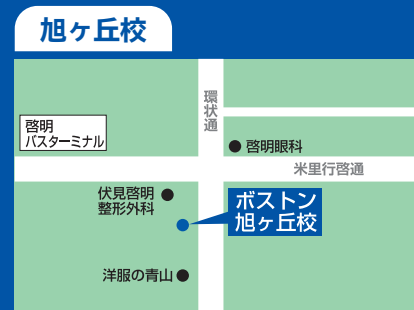 旭ヶ丘校
環状通
啓明
バスターミナル
啓明眼科
米里行啓通
伏見啓明
整形外科
ボストン
旭ヶ丘校
洋服の青山